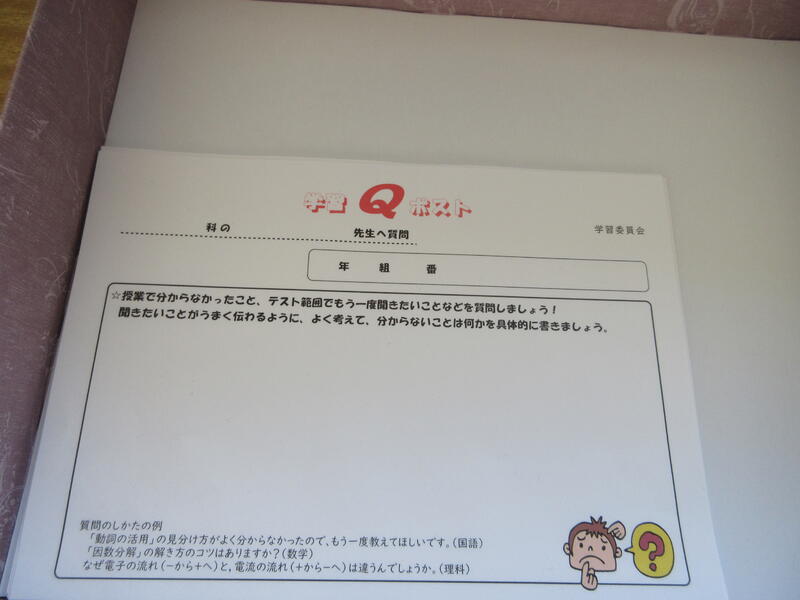 学習Qポスト
科の 先生へ質問 学習委員会
年 組 番
☆授業で分からなかったこと、テスト範囲でもう一度聞きたいことなどを質問しましょう！
聞きたいことがうまく伝わるように、よく考えて、分からないことは何かを具体的に書きましょう。
質問のしかたの例
「動詞の活用」の見分け方がよく分からなかったので、もう一度教えてほしいです。(国語)
「因数分解」の解き方のコツはありますか？(数学)
なぜ電子の流れ(－から＋へ)と，電流の流れ(＋から－へ)は違うんでしょうか。(理科)
?